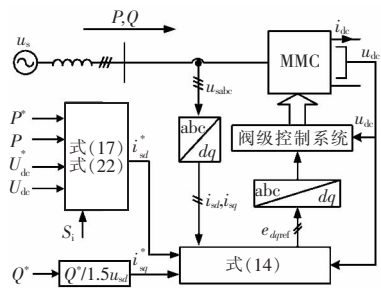 P,Q
i_dc
u_s
u_dc
MMC
u_sabc
P*
P
U*_dc
U_dc
式(17)
式(22)
i*_sd
abc
dq
阀级控制系统
u_dc
abc
dq
i_sd,i_sq
e_dqref
S_i
Q*
Q*/1.5u_sd
i*_sq
式(14)